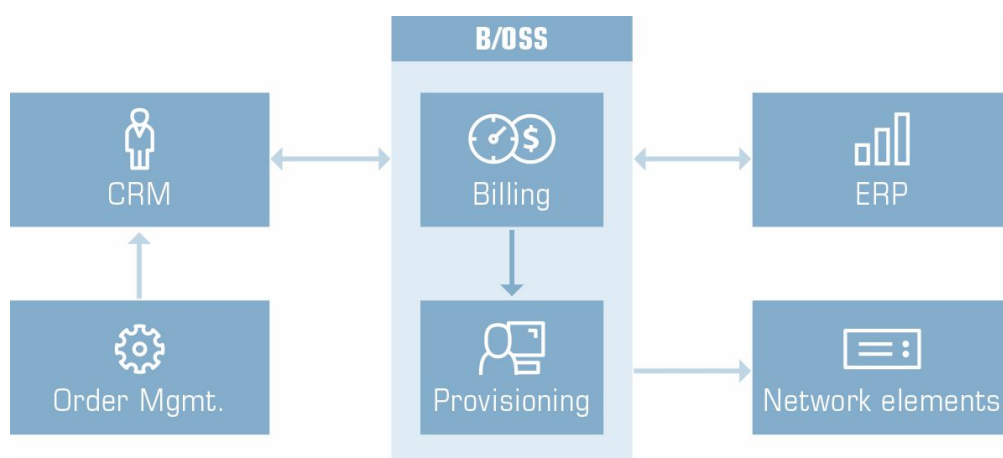 B/OSS
CRM
$
Billing
ERP
Order Mgmt.
Provisioning
Network elements